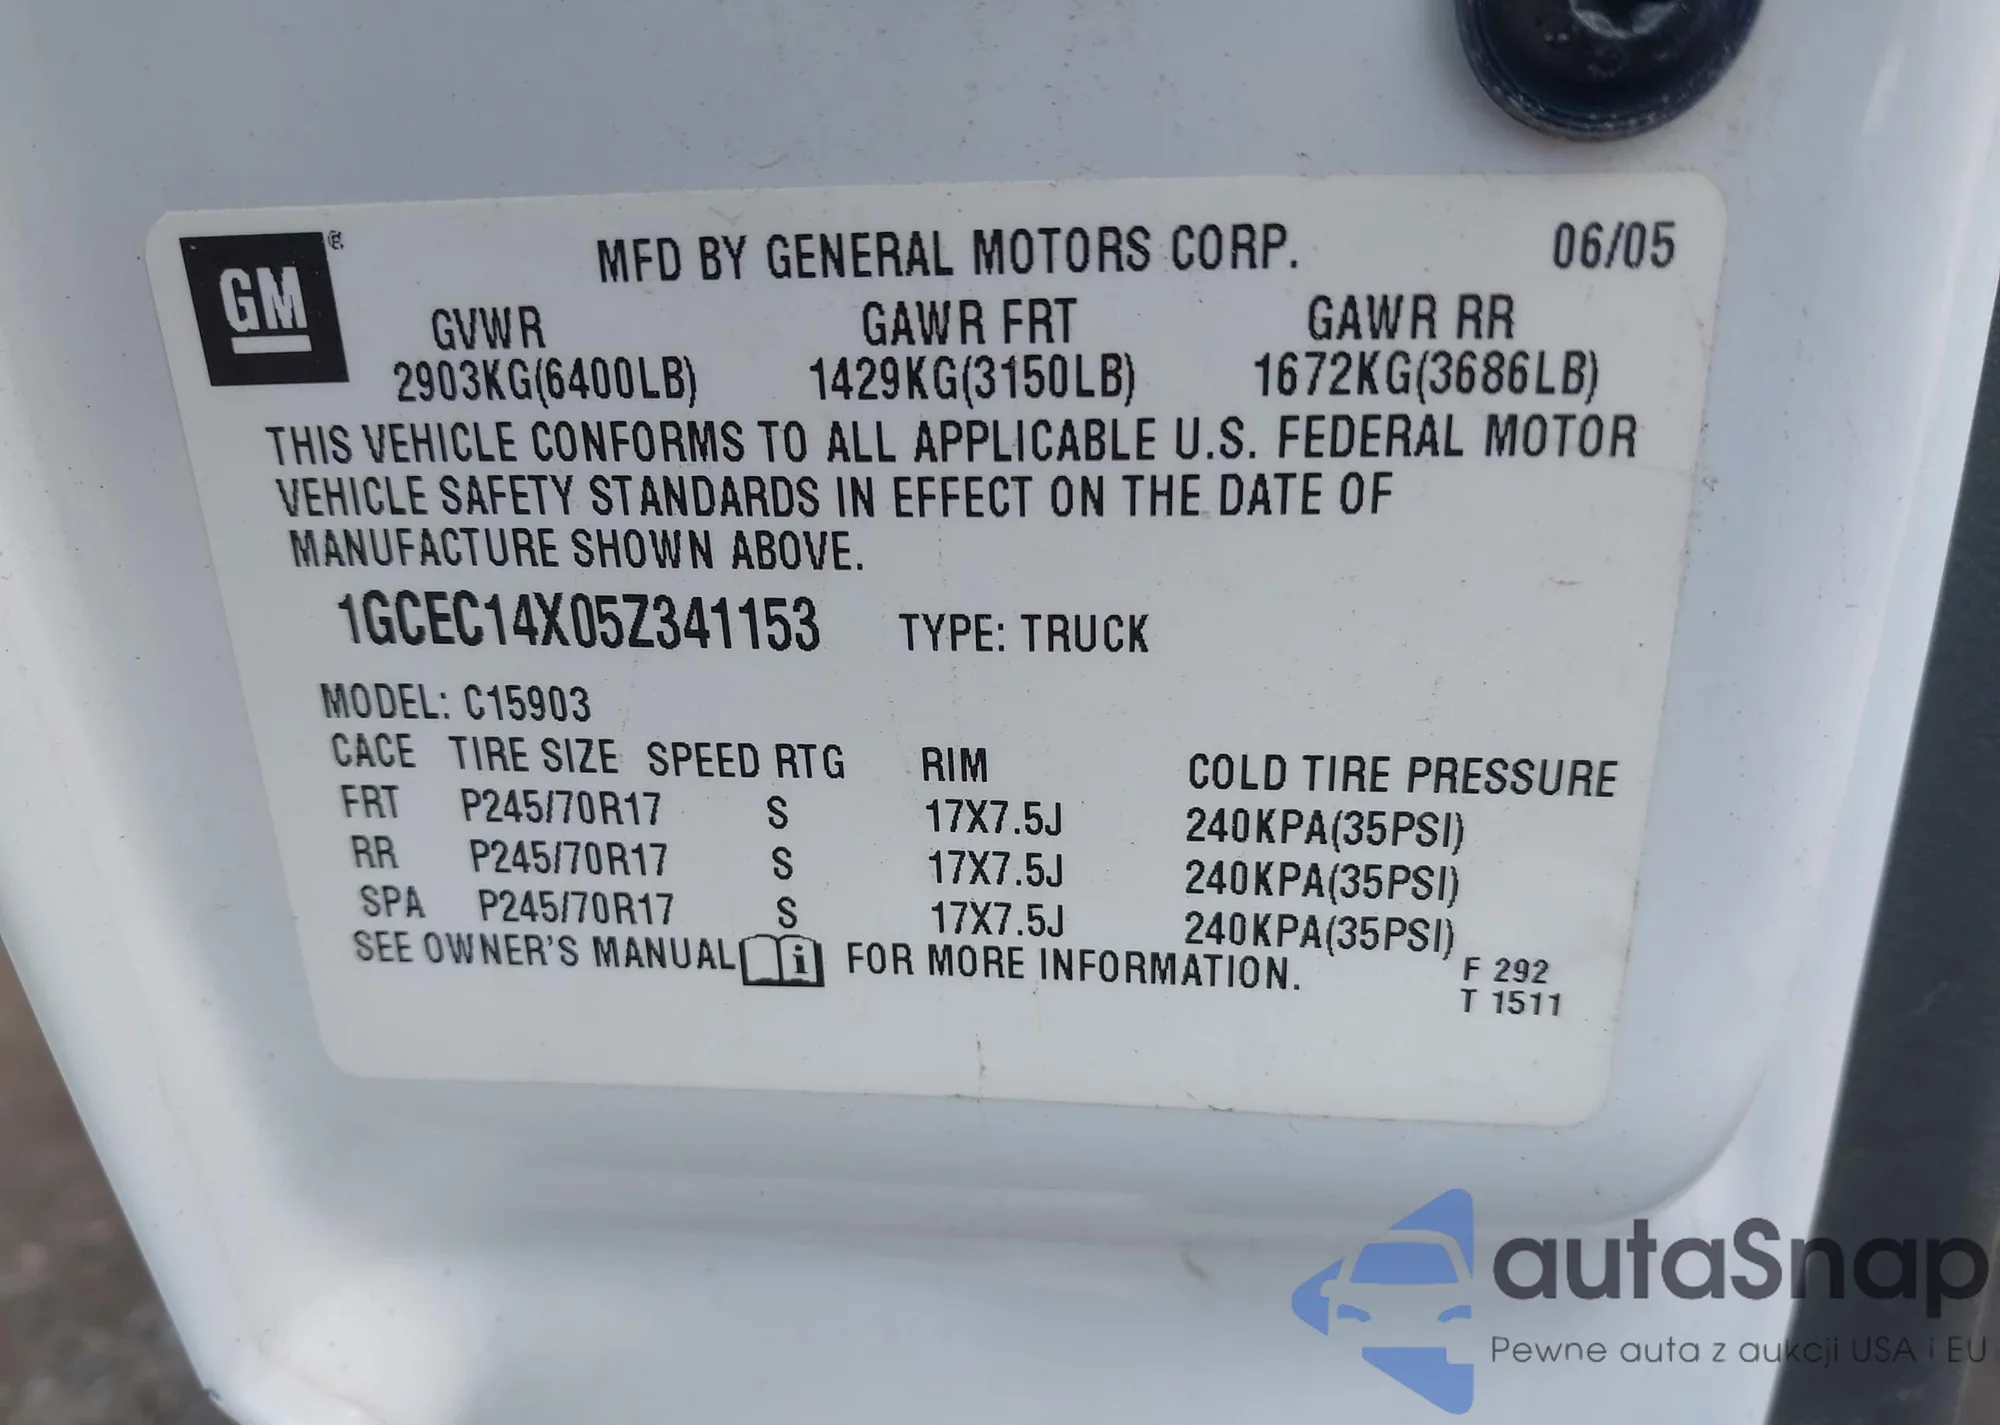 GM ®
MFD BY GENERAL MOTORS CORP. 06/05
GVWR GAWR FRT GAWR RR
2903KG(6400LB) 1429KG(3150LB) 1672KG(3686LB)
THIS VEHICLE CONFORMS TO ALL APPLICABLE U.S. FEDERAL MOTOR
VEHICLE SAFETY STANDARDS IN EFFECT ON THE DATE OF
MANUFACTURE SHOWN ABOVE.
1GCEC14X05Z341153 TYPE: TRUCK
MODEL: C15903
CACE TIRE SIZE SPEED RTG RIM COLD TIRE PRESSURE
FRT P245/70R17 S 17X7.5J 240KPA(35PSI)
RR P245/70R17 S 17X7.5J 240KPA(35PSI)
SPA P245/70R17 S 17X7.5J 240KPA(35PSI)
SEE OWNER'S MANUAL i FOR MORE INFORMATION.
F 292
T 1511
autaSnap
Pewne auta z aukcji USA i EU